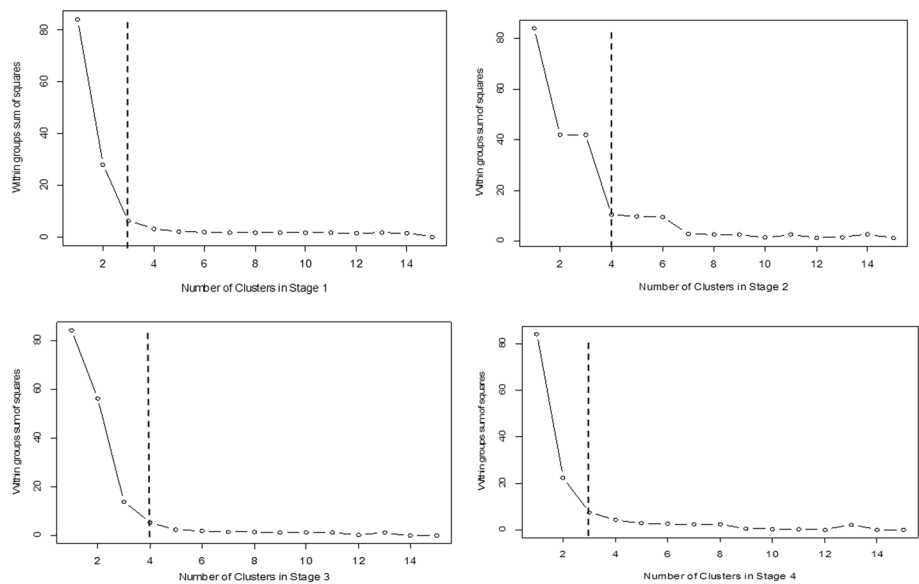 Within groups sum of squares
80
60
40
20
0
2 4 6 8 10 12 14
Number of Clusters in Stage 1
Within groups sum of squares
80
60
40
20
0
2 4 6 8 10 12 14
Number of Clusters in Stage 2
Within groups sum of squares
80
60
40
20
0
2 4 6 8 10 12 14
Number of Clusters in Stage 3
Within groups sum of squares
80
60
40
20
0
2 4 6 8 10 12 14
Number of Clusters in Stage 4